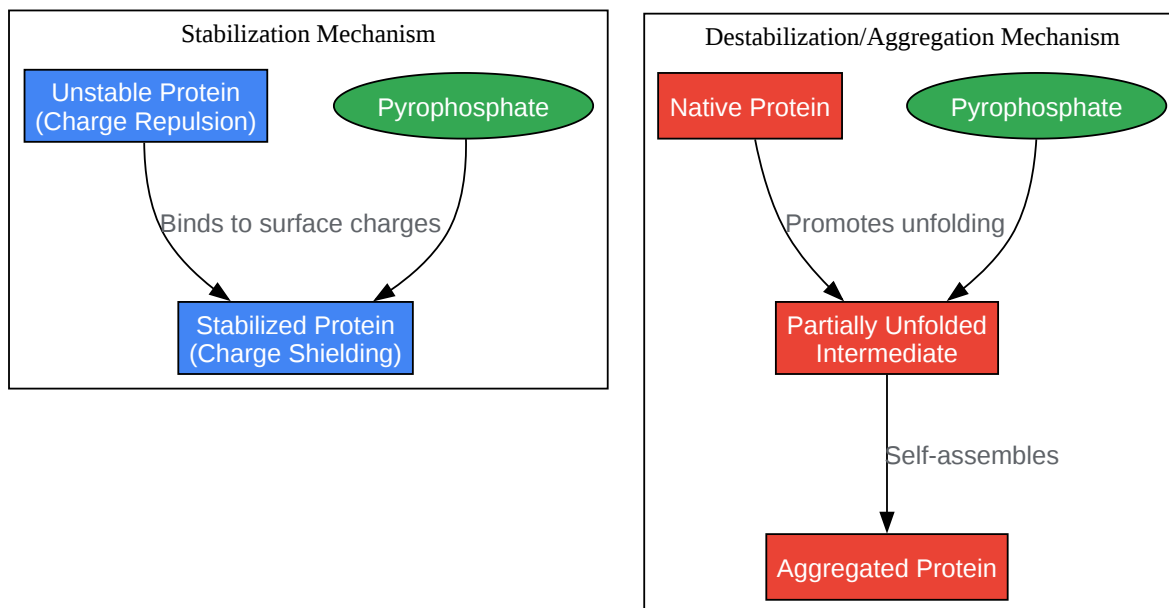 Stabilization Mechanism
Unstable Protein
(Charge Repulsion)
Pyrophosphate
Binds to surface charges
Stabilized Protein
(Charge Shielding)
Destabilization/Aggregation Mechanism
Native Protein
Pyrophosphate
Promotes unfolding
Partially Unfolded
Intermediate
Self-assembles
Aggregated Protein